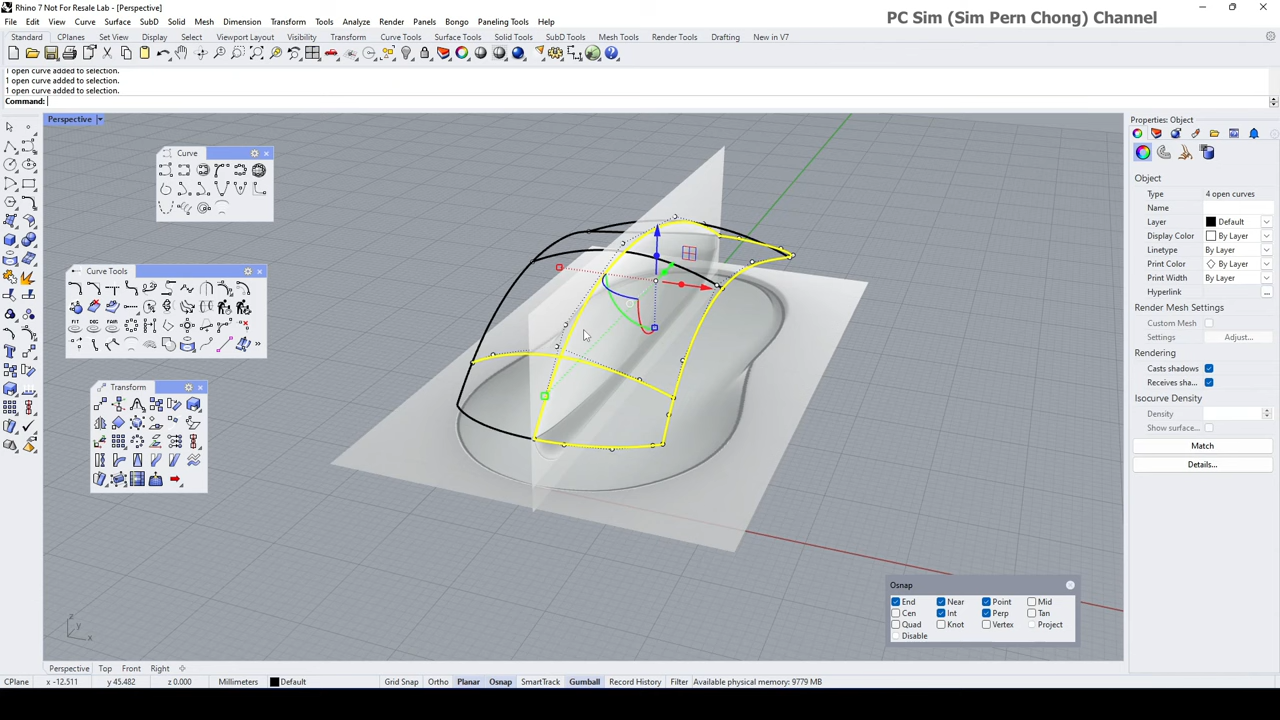 Rhino 7 Not For Resale Lab - [Perspective]
PC Sim (Sim Pern Chong) Channel
File Edit View Curve Surface SubD Solid Mesh Dimension Transform Tools Analyze Render Panels Bongo Paneling Tools Help
Standard CPlanes Set View Display Select Viewport Layout Visibility Transform Curve Tools Surface Tools Solid Tools SubD Tools Mesh Tools Render Tools Drafting New in V7
1 open curve added to selection.
1 open curve added to selection.
1 open curve added to selection.
Command:
Perspective
Curve
Curve Tools
Transform
Properties: Object
Object
Type 4 open curves
Name
Layer Default
Display Color By Layer
Linetype By Layer
Print Color By Layer
Print Width By Layer
Hyperlink ...
Render Mesh Settings
Custom Mesh
Settings Adjust...
Rendering
Casts shadows
Receives sha...
Isocurve Density
Density
Show surface...
Match
Details...
Osnap
End Near Point Mid
Cen Int Perp Tan
Quad Knot Vertex Project
Disable
z y x
Perspective Top Front Right
CPlane x -12.511 y 45.482 z 0.000 Millimeters Default Grid Snap Ortho Planar Osnap SmartTrack Gumball Record History Filter Available physical memory: 9779 MB